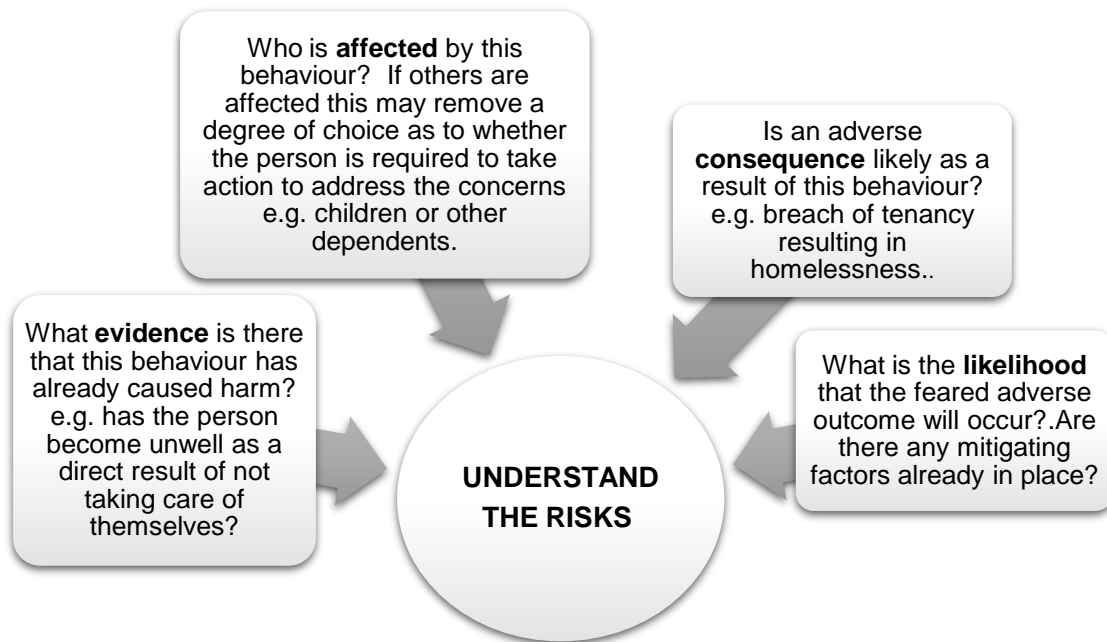 Who is affected by this
behaviour?  If others are
affected this may remove a
degree of choice as to whether
the person is required to take
action to address the concerns
e.g. children or other
dependents.
Is an adverse
consequence likely as a
result of this behaviour?
e.g. breach of tenancy
resulting in
homelessness..
What evidence is there
that this behaviour has
already caused harm?
e.g. has the person
become unwell as a
direct result of not
taking care of
themselves?
What is the likelihood
that the feared adverse
outcome will occur?.Are
there any mitigating
factors already in place?
UNDERSTAND
THE RISKS